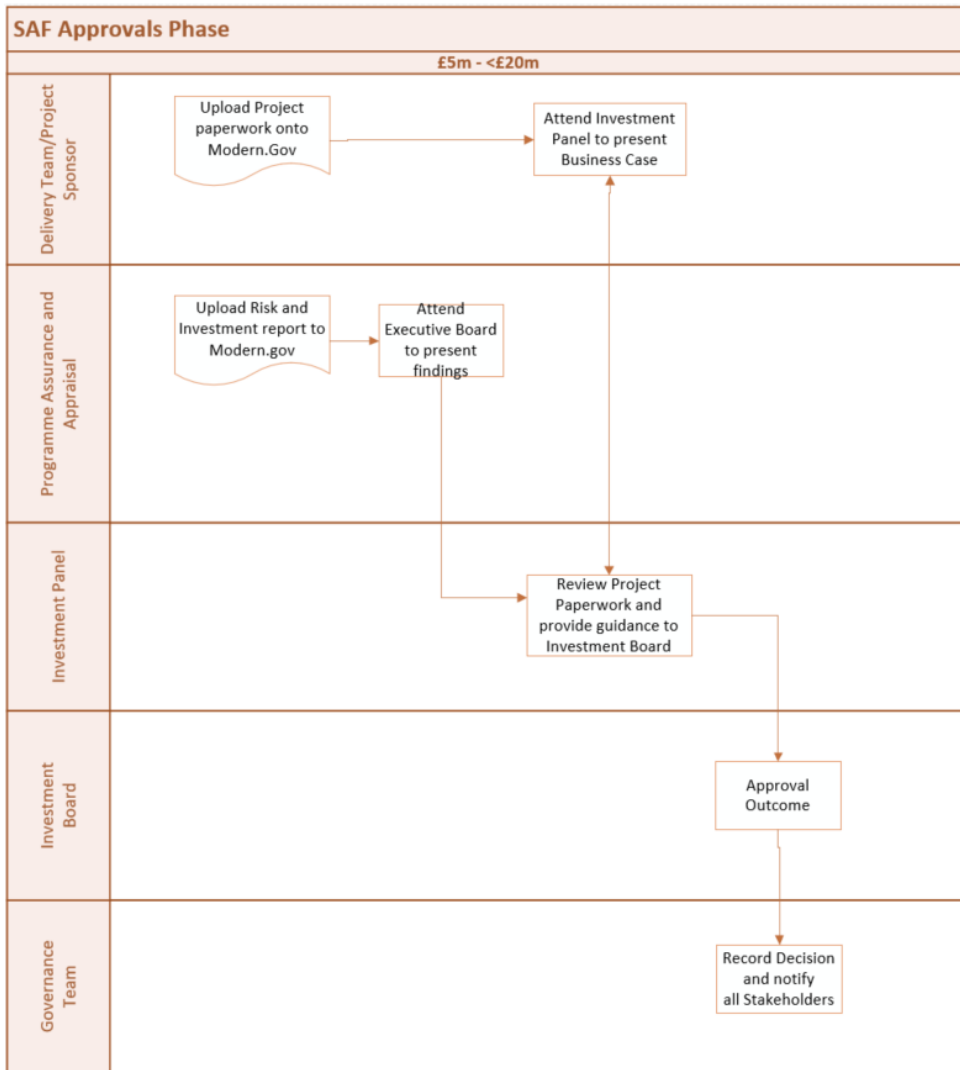 SAF Approvals Phase
£5m - <£20m
Delivery Team/Project
Sponsor
Upload Project
paperwork onto
Modern.Gov
Attend Investment
Panel to present
Business Case
Programme Assurance and
Appraisal
Upload Risk and
Investment report to
Modern.gov
Attend
Executive Board
to present
findings
Investment Panel
Review Project
Paperwork and
provide guidance to
Investment Board
Investment
Board
Approval
Outcome
Governance
Team
Record Decision
and notify
all Stakeholders